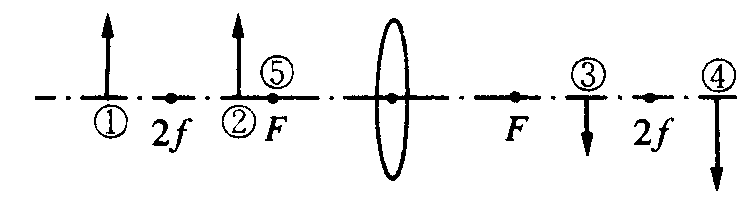 ⑤ ③ ④
① 2f ② F F 2f